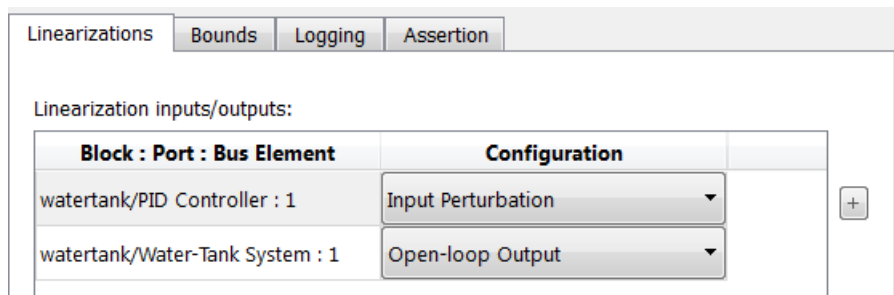 Linearizations Bounds Logging Assertion
Linearization inputs/outputs:
Block : Port : Bus Element Configuration
watertank/PID Controller : 1 Input Perturbation
+
watertank/Water-Tank System : 1 Open-loop Output